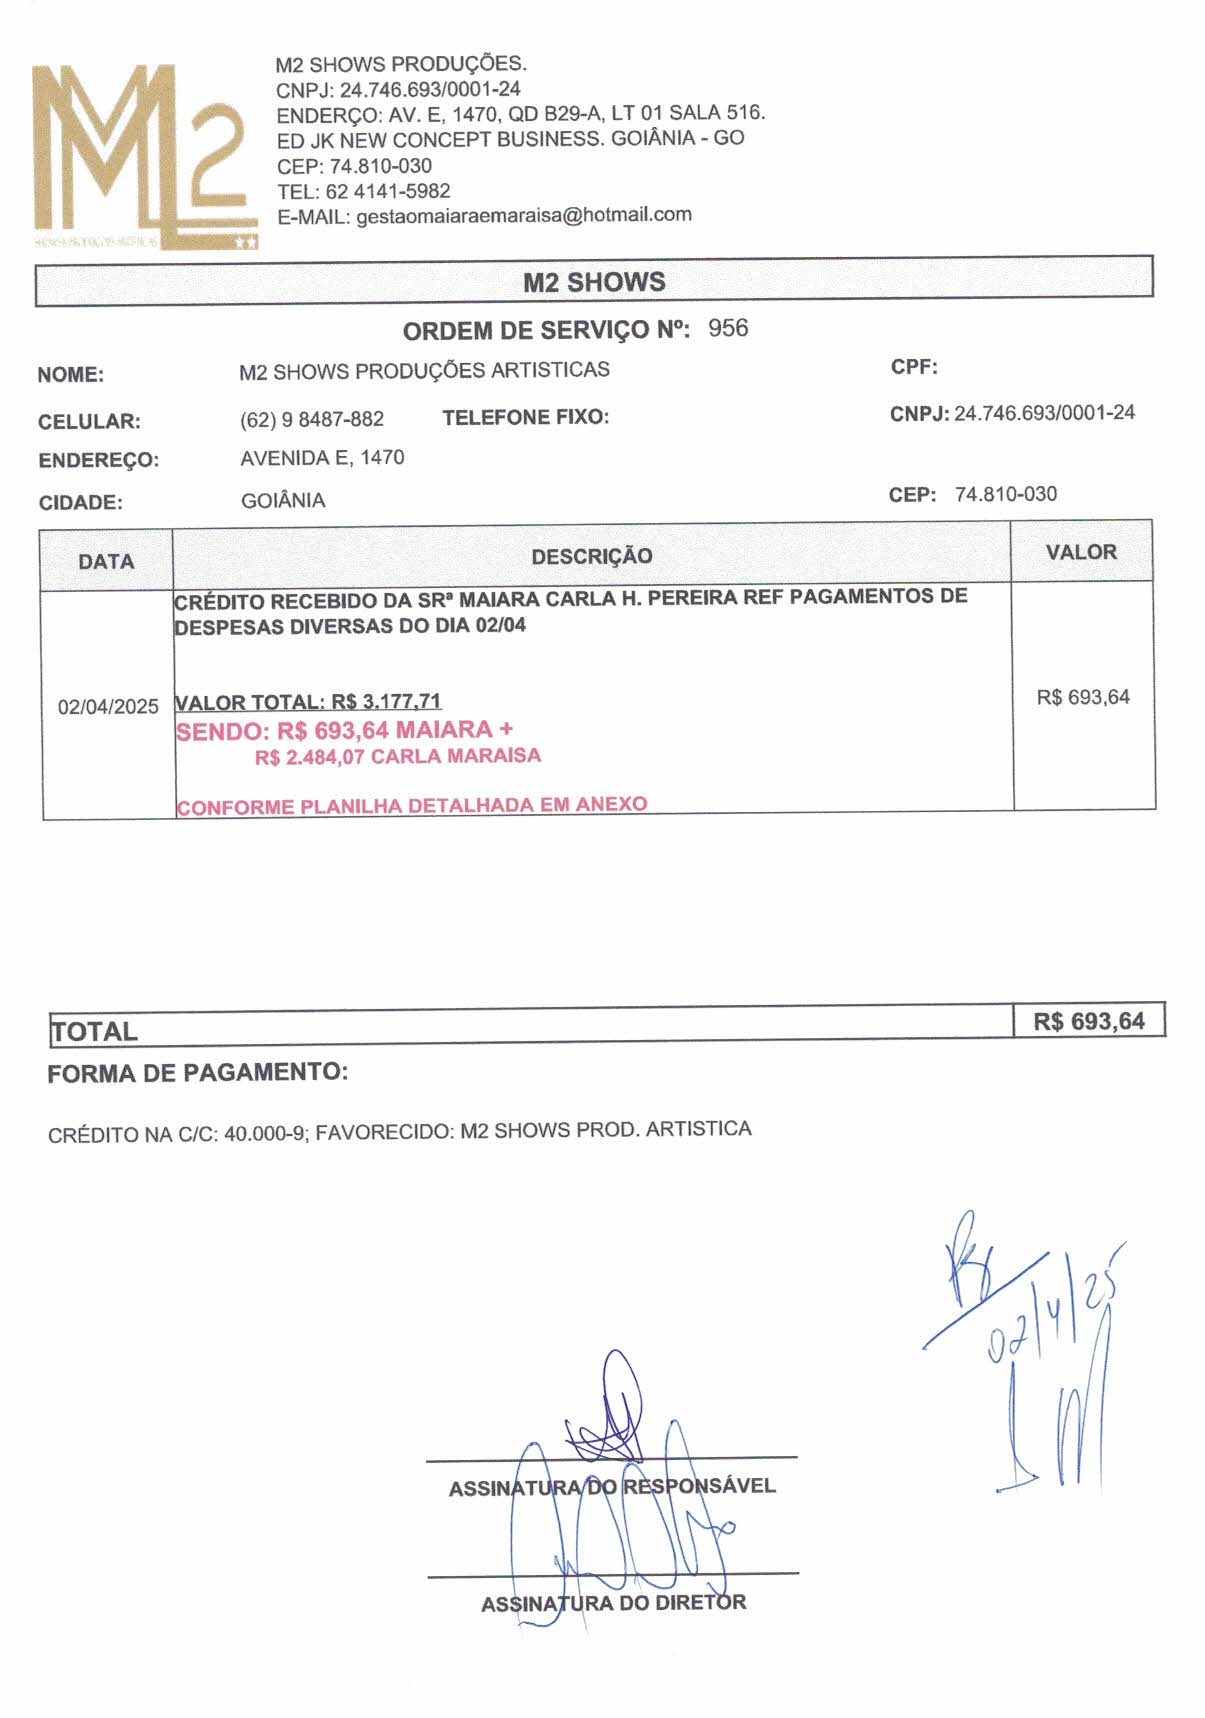 M2
M2 SHOWS PRODUÇÕES.
CNPJ: 24.746.693/0001-24
ENDERÇO: AV. E, 1470, QD B29-A, LT 01 SALA 516.
ED JK NEW CONCEPT BUSINESS. GOIÂNIA - GO
CEP: 74.810-030
TEL: 62 4141-5982
E-MAIL: gestaomaiaraemaraisa@hotmail.com
M2 SHOWS
ORDEM DE SERVIÇO Nº: 956
NOME: M2 SHOWS PRODUÇÕES ARTISTICAS CPF:
CELULAR: (62) 9 8487-882 TELEFONE FIXO: CNPJ: 24.746.693/0001-24
ENDEREÇO: AVENIDA E, 1470
CIDADE: GOIÂNIA CEP: 74.810-030
DATA DESCRIÇÃO VALOR
CRÉDITO RECEBIDO DA SRª MAIARA CARLA H. PEREIRA REF PAGAMENTOS DE
DESPESAS DIVERSAS DO DIA 02/04
02/04/2025 VALOR TOTAL: R$ 3.177,71 R$ 693,64
SENDO: R$ 693,64 MAIARA +
R$ 2.484,07 CARLA MARAISA
CONFORME PLANILHA DETALHADA EM ANEXO
TOTAL R$ 693,64
FORMA DE PAGAMENTO:
CRÉDITO NA C/C: 40.000-9; FAVORECIDO: M2 SHOWS PROD. ARTISTICA
02/4/25
ASSINATURA DO RESPONSÁVEL
ASSINATURA DO DIRETOR